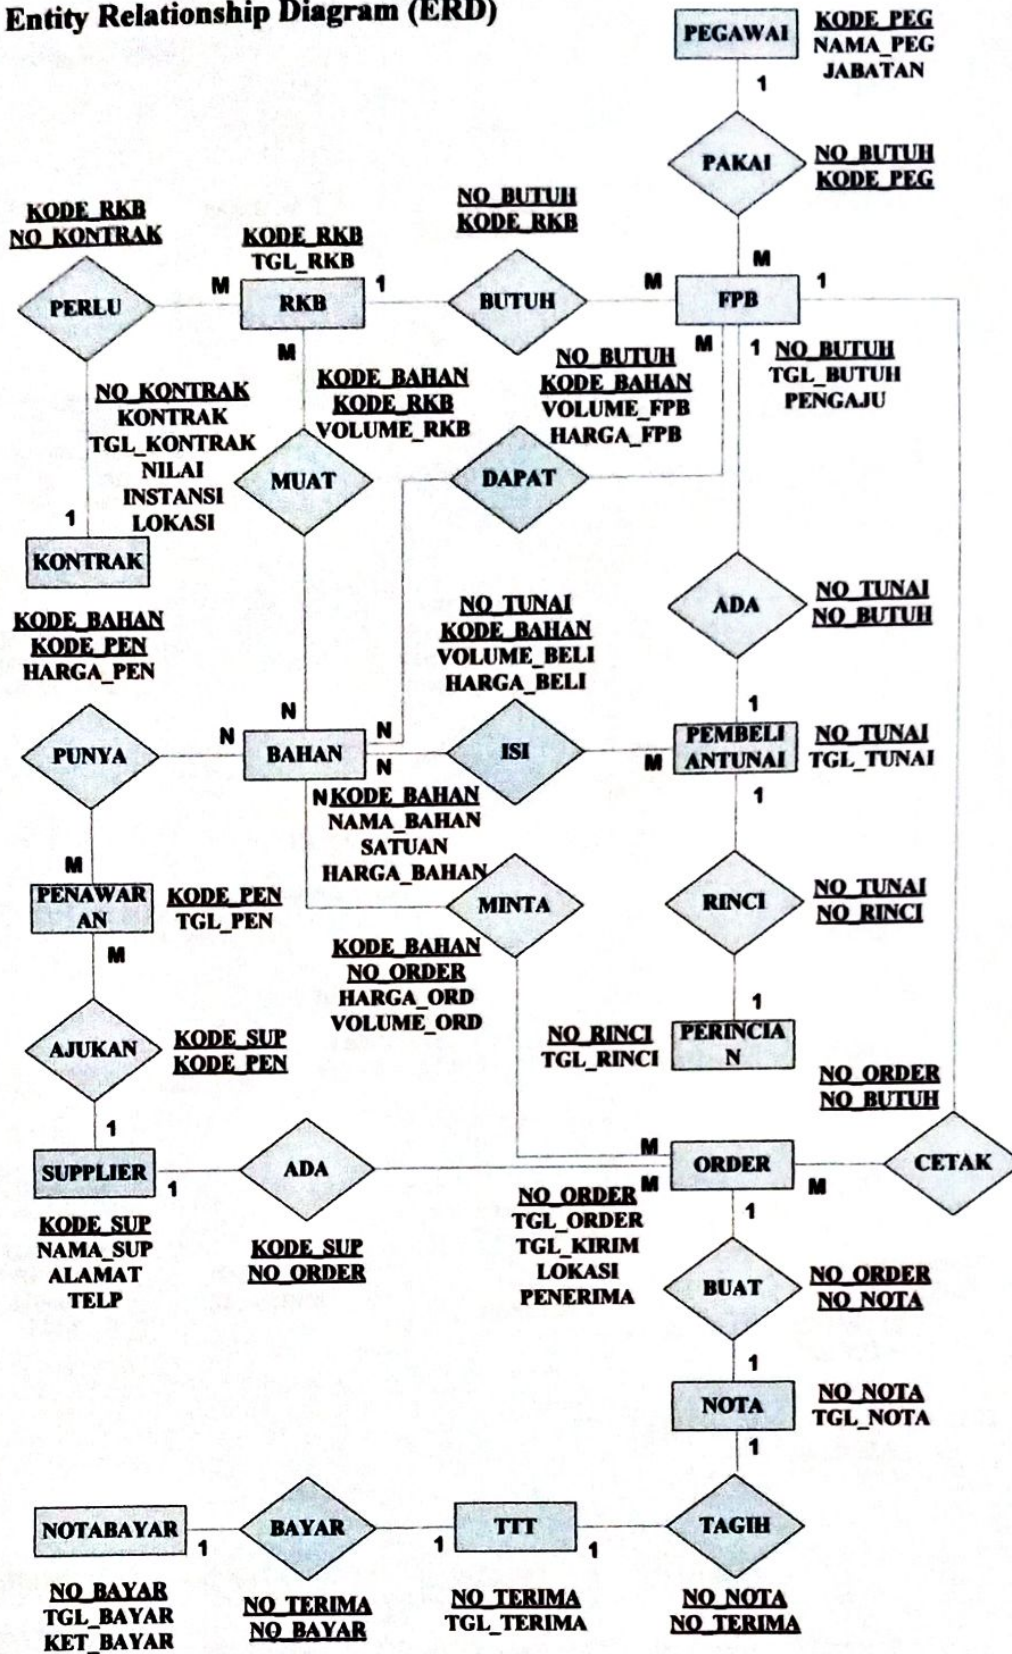 Entity Relationship Diagram (ERD)
PEGAWAI
KODE_PEG
NAMA_PEG
JABATAN
1
PAKAI
NO_BUTUH
KODE_PEG
M
KODE_RKB
NO_KONTRAK
PERLU
M
KODE_RKB
TGL_RKB
RKB
1
NO_BUTUH
KODE_RKB
BUTUH
M
FPB
1
M
NO_KONTRAK
KONTRAK
TGL_KONTRAK
NILAI
INSTANSI
LOKASI
1
KONTRAK
KODE_BAHAN
KODE_RKB
VOLUME_RKB
MUAT
NO_BUTUH
KODE_BAHAN
VOLUME_FPB
HARGA_FPB
M
DAPAT
1
NO_BUTUH
TGL_BUTUH
PENGAJU
ADA
NO_TUNAI
NO_BUTUH
1
KODE_BAHAN
KODE_PEN
HARGA_PEN
PUNYA
N
N
BAHAN
N
N
NO_TUNAI
KODE_BAHAN
VOLUME_BELI
HARGA_BELI
ISI
M
PEMBELI
ANTUNAI
NO_TUNAI
TGL_TUNAI
1
N
KODE_BAHAN
NAMA_BAHAN
SATUAN
HARGA_BAHAN
M
PENAWAR
AN
KODE_PEN
TGL_PEN
M
MINTA
KODE_BAHAN
NO_ORDER
HARGA_ORD
VOLUME_ORD
RINCI
NO_TUNAI
NO_RINCI
1
NO_RINCI
TGL_RINCI
PERINCIA
N
AJUKAN
KODE_SUP
KODE_PEN
1
NO_ORDER
NO_BUTUH
SUPPLIER
1
ADA
M
M
ORDER
M
CETAK
KODE_SUP
NAMA_SUP
ALAMAT
TELP
KODE_SUP
NO_ORDER
NO_ORDER
TGL_ORDER
TGL_KIRIM
LOKASI
PENERIMA
1
BUAT
NO_ORDER
NO_NOTA
1
NOTA
NO_NOTA
TGL_NOTA
1
NOTABAYAR
1
BAYAR
1
TTT
1
TAGIH
NO_BAYAR
TGL_BAYAR
KET_BAYAR
NO_TERIMA
NO_BAYAR
NO_TERIMA
TGL_TERIMA
NO_NOTA
NO_TERIMA